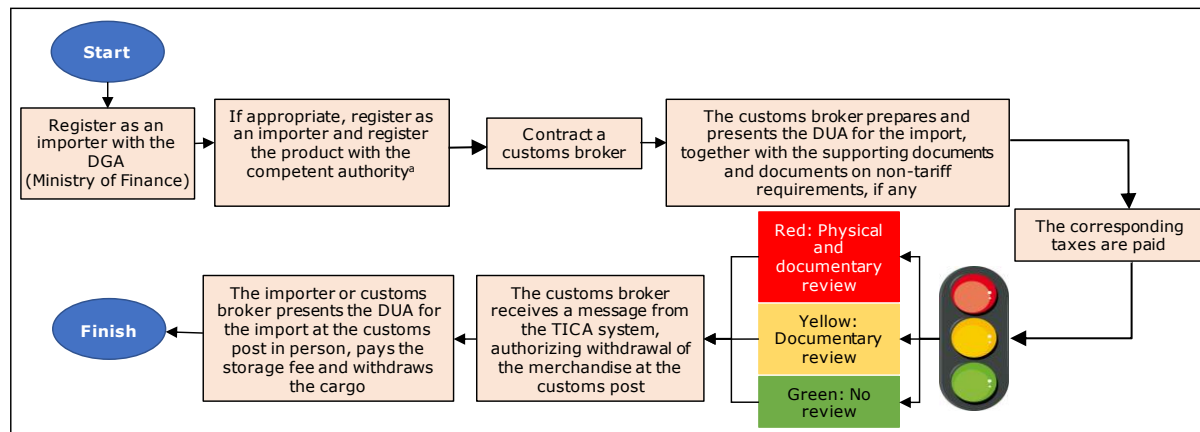 Start
Register as an
importer with the
DGA
(Ministry of Finance)
If appropriate, register as
an importer and register
the product with the
competent authorityᵃ
Contract a
customs broker
The customs broker prepares and
presents the DUA for the import,
together with the supporting documents
and documents on non-tariff
requirements, if any
The corresponding
taxes are paid
Red: Physical
and
documentary
review
Yellow:
Documentary
review
Green: No
review
The customs broker
receives a message from
the TICA system,
authorizing withdrawal of
the merchandise at the
customs post
The importer or customs
broker presents the DUA for
the import at the customs
post in person, pays the
storage fee and withdraws
the cargo
Finish